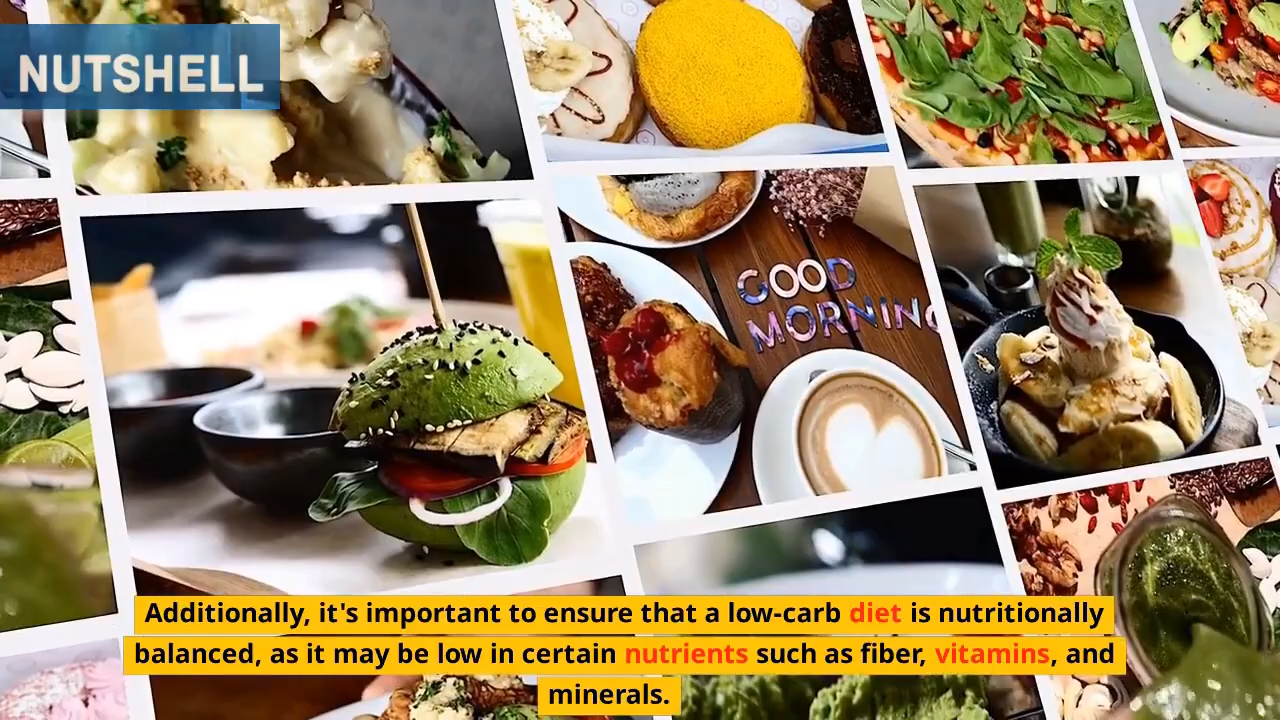 NUTSHELL
GOOD
MORNING
Additionally, it's important to ensure that a low-carb diet is nutritionally
balanced, as it may be low in certain nutrients such as fiber, vitamins, and
minerals.